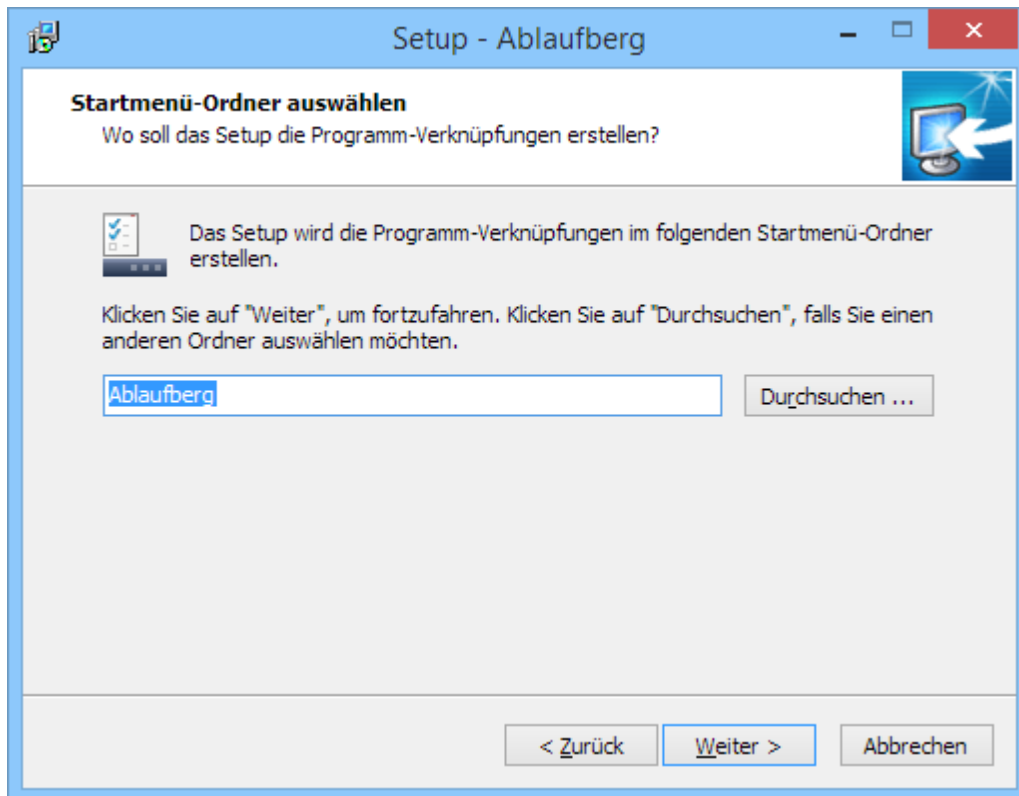 Setup - Ablaufberg
Startmenü-Ordner auswählen
Wo soll das Setup die Programm-Verknüpfungen erstellen?
Das Setup wird die Programm-Verknüpfungen im folgenden Startmenü-Ordner
erstellen.
Klicken Sie auf "Weiter", um fortzufahren. Klicken Sie auf "Durchsuchen", falls Sie einen
anderen Ordner auswählen möchten.
Ablaufberg
Durchsuchen ...
< Zurück
Weiter >
Abbrechen